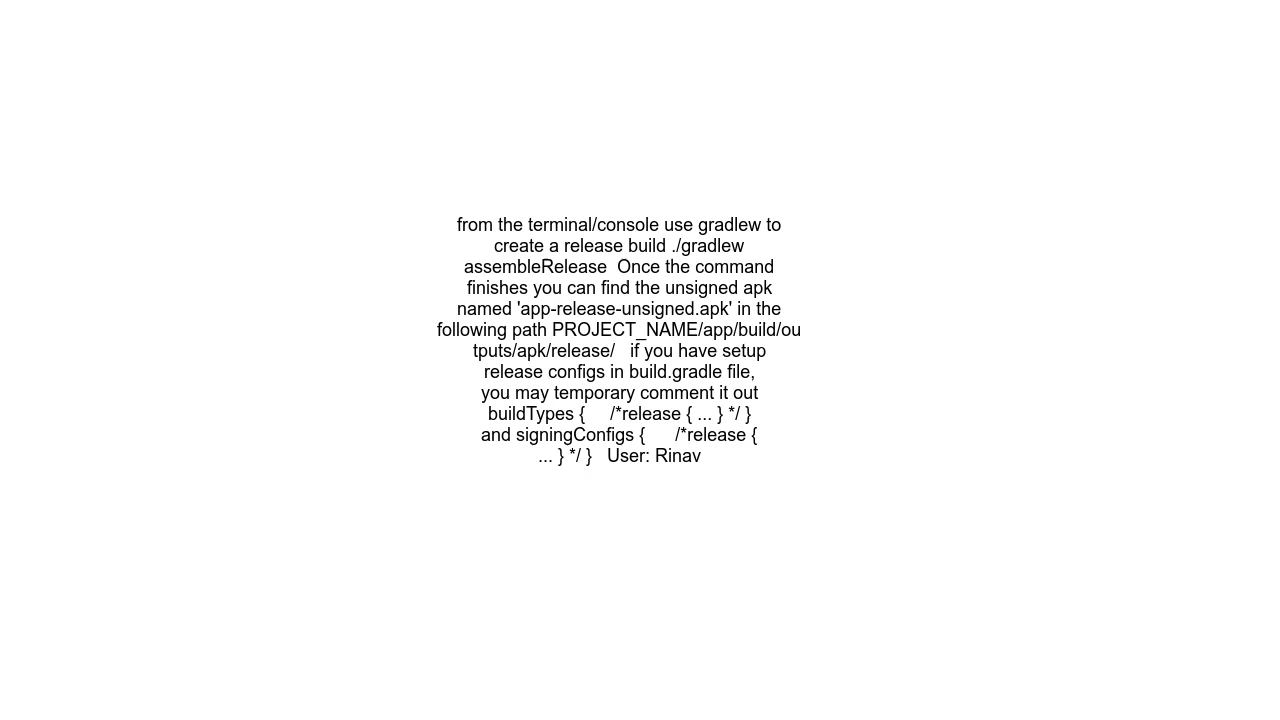 from the terminal/console use gradlew to
create a release build ./gradlew
assembleRelease  Once the command
finishes you can find the unsigned apk
named 'app-release-unsigned.apk' in the
following path PROJECT_NAME/app/build/ou
tputs/apk/release/   if you have setup
release configs in build.gradle file,
you may temporary comment it out
buildTypes {     /*release { ... } */ }
and signingConfigs {      /*release {
... } */ }   User: Rinav